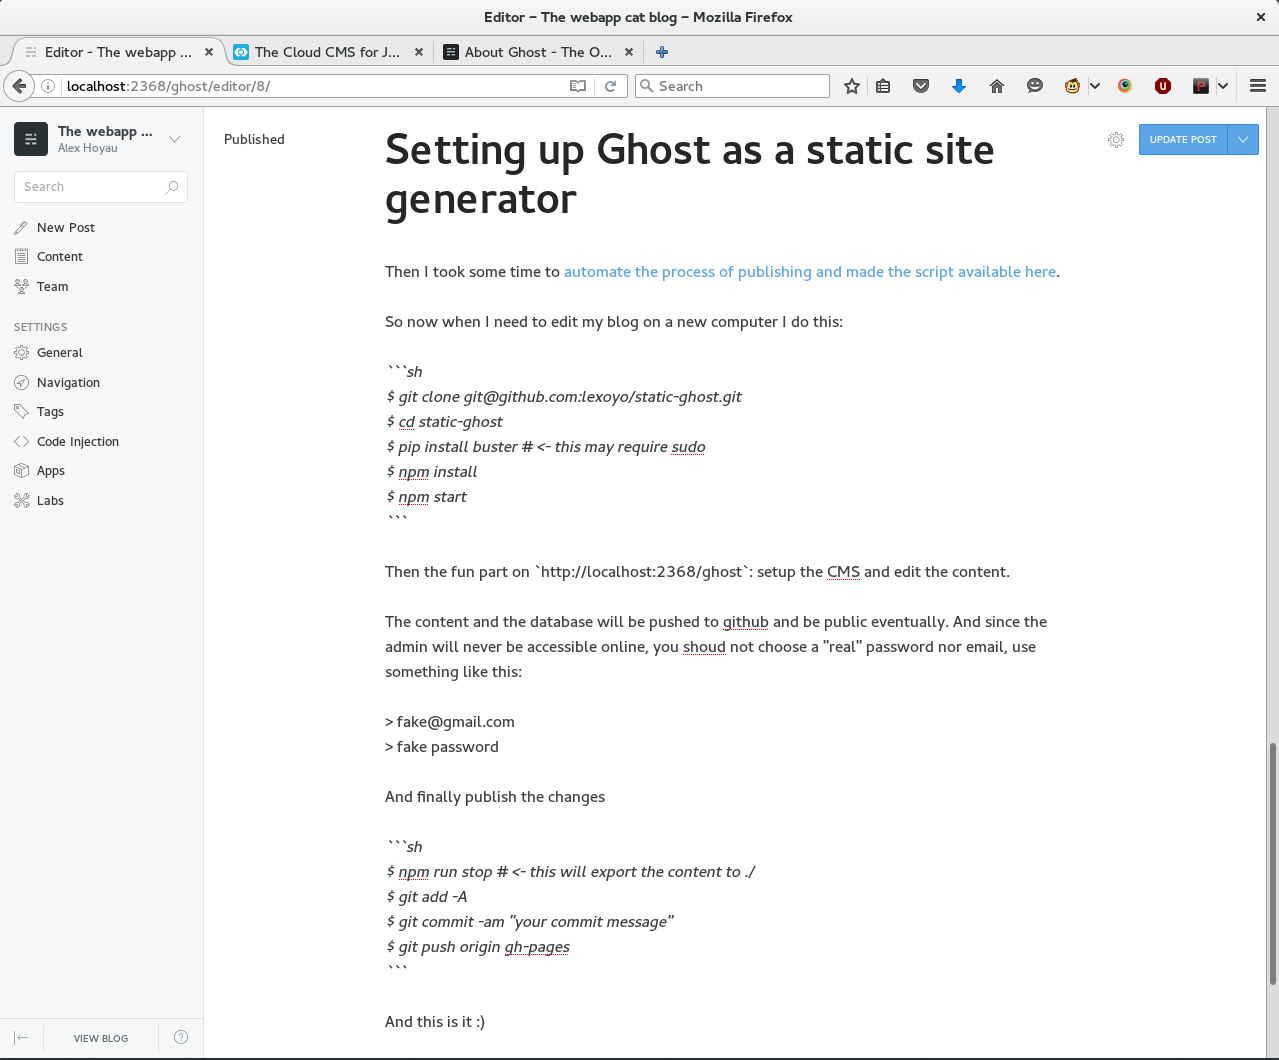 Editor – The webapp cat blog – Mozilla Firefox
Editor - The webapp ...
The Cloud CMS for J...
About Ghost - The O...
localhost:2368/ghost/editor/8/
Search
The webapp ...
Alex Hoyau
Search
New Post
Content
Team
SETTINGS
General
Navigation
Tags
Code Injection
Apps
Labs
VIEW BLOG
Published
UPDATE POST
Setting up Ghost as a static site
generator
Then I took some time to automate the process of publishing and made the script available here.
So now when I need to edit my blog on a new computer I do this:
```sh
$ git clone git@github.com:lexoyo/static-ghost.git
$ cd static-ghost
$ pip install buster # <- this may require sudo
$ npm install
$ npm start
```
Then the fun part on `http://localhost:2368/ghost`: setup the CMS and edit the content.
The content and the database will be pushed to github and be public eventually. And since the
admin will never be accessible online, you shoud not choose a "real" password nor email, use
something like this:
> fake@gmail.com
> fake password
And finally publish the changes
```sh
$ npm run stop # <- this will export the content to ./
$ git add -A
$ git commit -am "your commit message"
$ git push origin gh-pages
```
And this is it :)